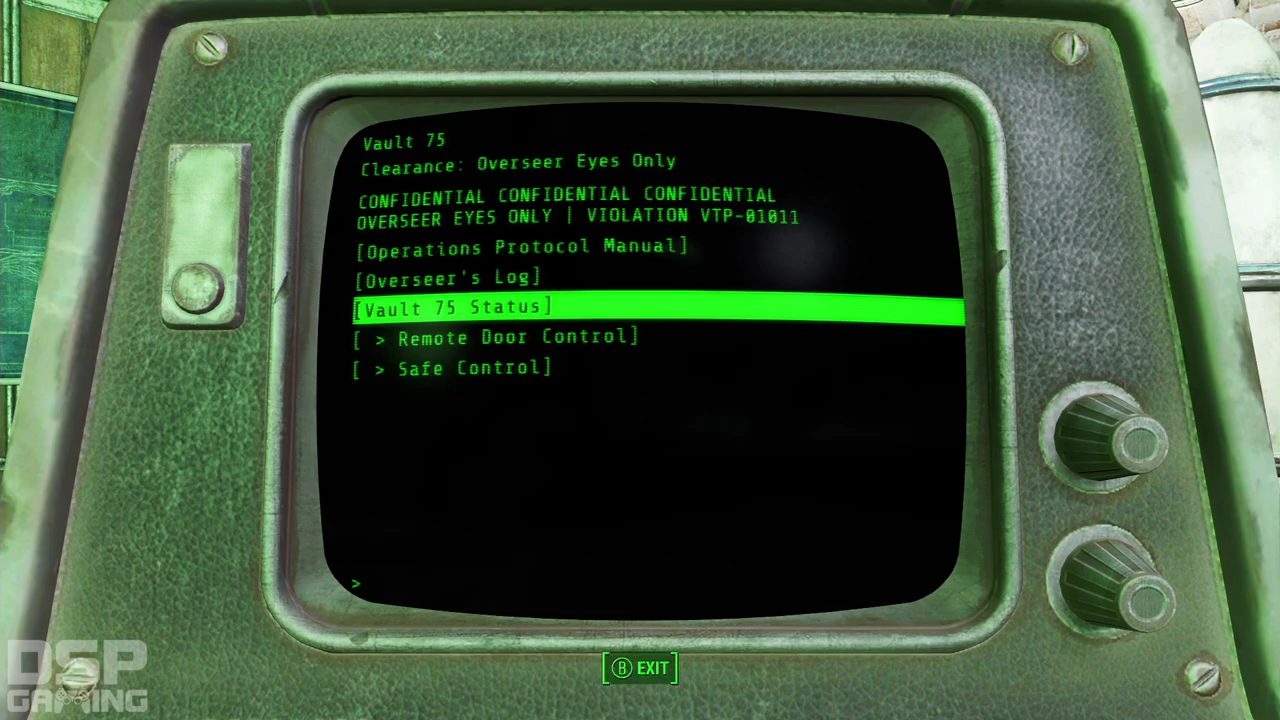 Vault 75
Clearance: Overseer Eyes Only
CONFIDENTIAL CONFIDENTIAL CONFIDENTIAL
OVERSEER EYES ONLY | VIOLATION VTP-01011
[Operations Protocol Manual]
[Overseer's Log]
[Vault 75 Status]
[ > Remote Door Control]
[ > Safe Control]
>
[Ⓑ EXIT]
DSP
GAMING